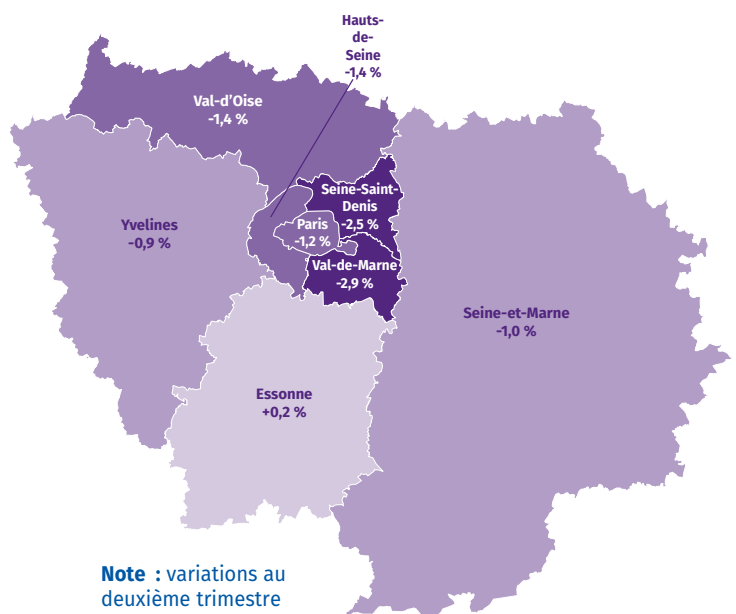 Hauts-
de-
Seine
-1,4 %
Val-d’Oise
-1,4 %
Seine-Saint-
Denis
-2,5 %
Yvelines
-0,9 %
Paris
-1,2 %
Val-de-Marne
-2,9 %
Seine-et-Marne
-1,0 %
Essonne
+0,2 %
Note : variations au
deuxième trimestre